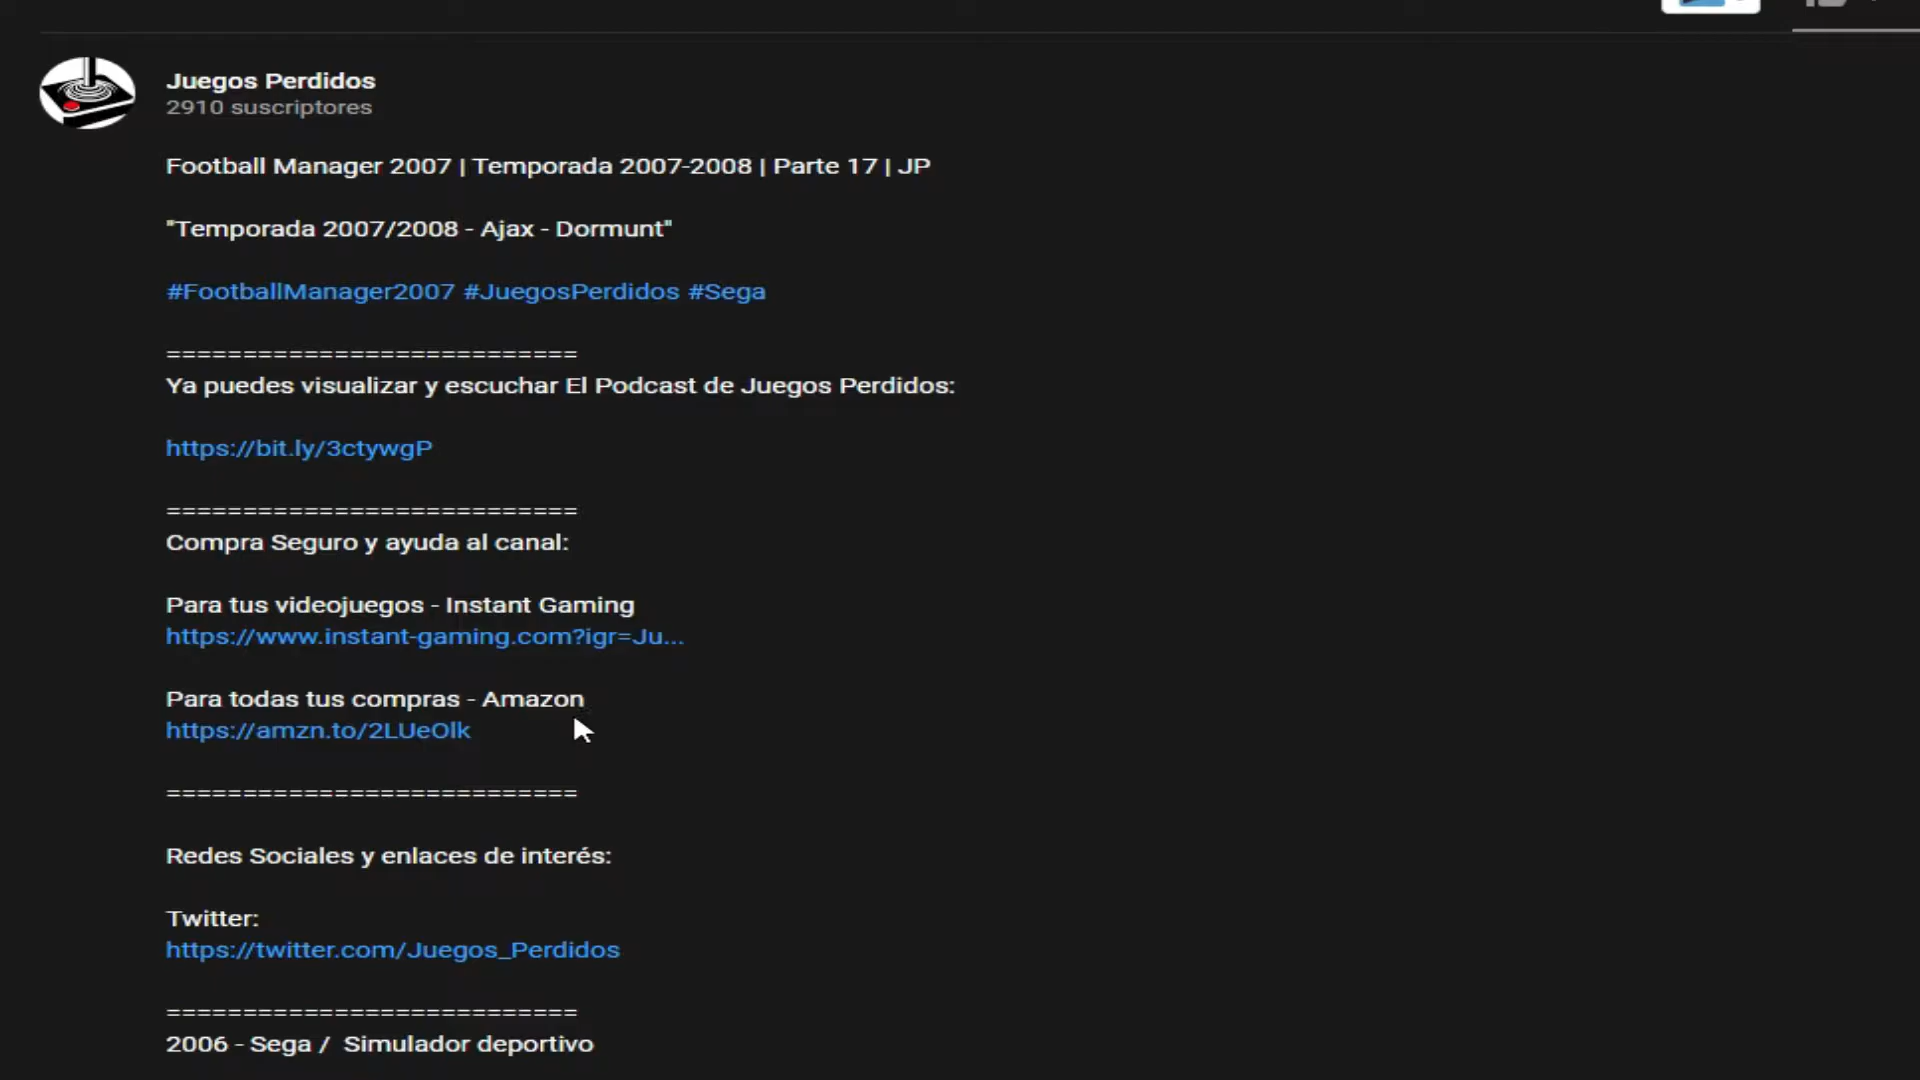 Juegos Perdidos
2910 suscriptores
Football Manager 2007 | Temporada 2007-2008 | Parte 17 | JP
"Temporada 2007/2008 - Ajax - Dormunt"
#FootballManager2007 #JuegosPerdidos #Sega
===========================
Ya puedes visualizar y escuchar El Podcast de Juegos Perdidos:
https://bit.ly/3ctywgP
===========================
Compra Seguro y ayuda al canal:
Para tus videojuegos - Instant Gaming
https://www.instant-gaming.com?igr=Ju...
Para todas tus compras - Amazon
https://amzn.to/2LUeOlk
===========================
Redes Sociales y enlaces de interés:
Twitter:
https://twitter.com/Juegos_Perdidos
===========================
2006 - Sega /  Simulador deportivo